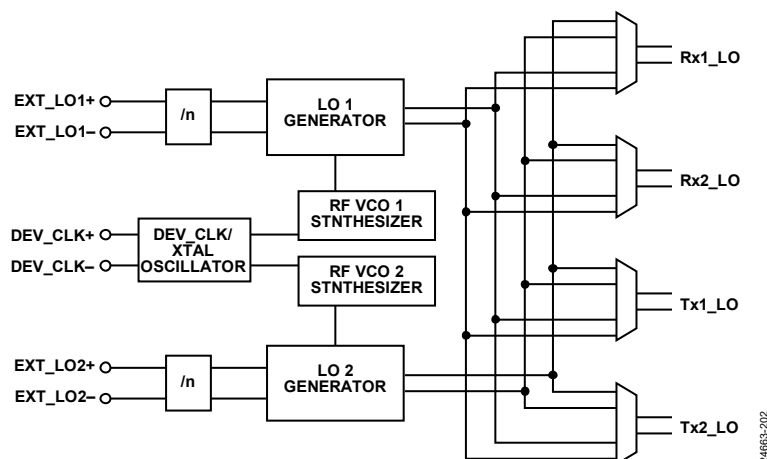 Rx1_LO
EXT_LO1+
EXT_LO1–
/n
LO 1
GENERATOR
Rx2_LO
RF VCO 1
STNTHESIZER
DEV_CLK+
DEV_CLK–
DEV_CLK/
XTAL
OSCILLATOR
RF VCO 2
STNTHESIZER
Tx1_LO
EXT_LO2+
EXT_LO2–
/n
LO 2
GENERATOR
Tx2_LO
24663-202